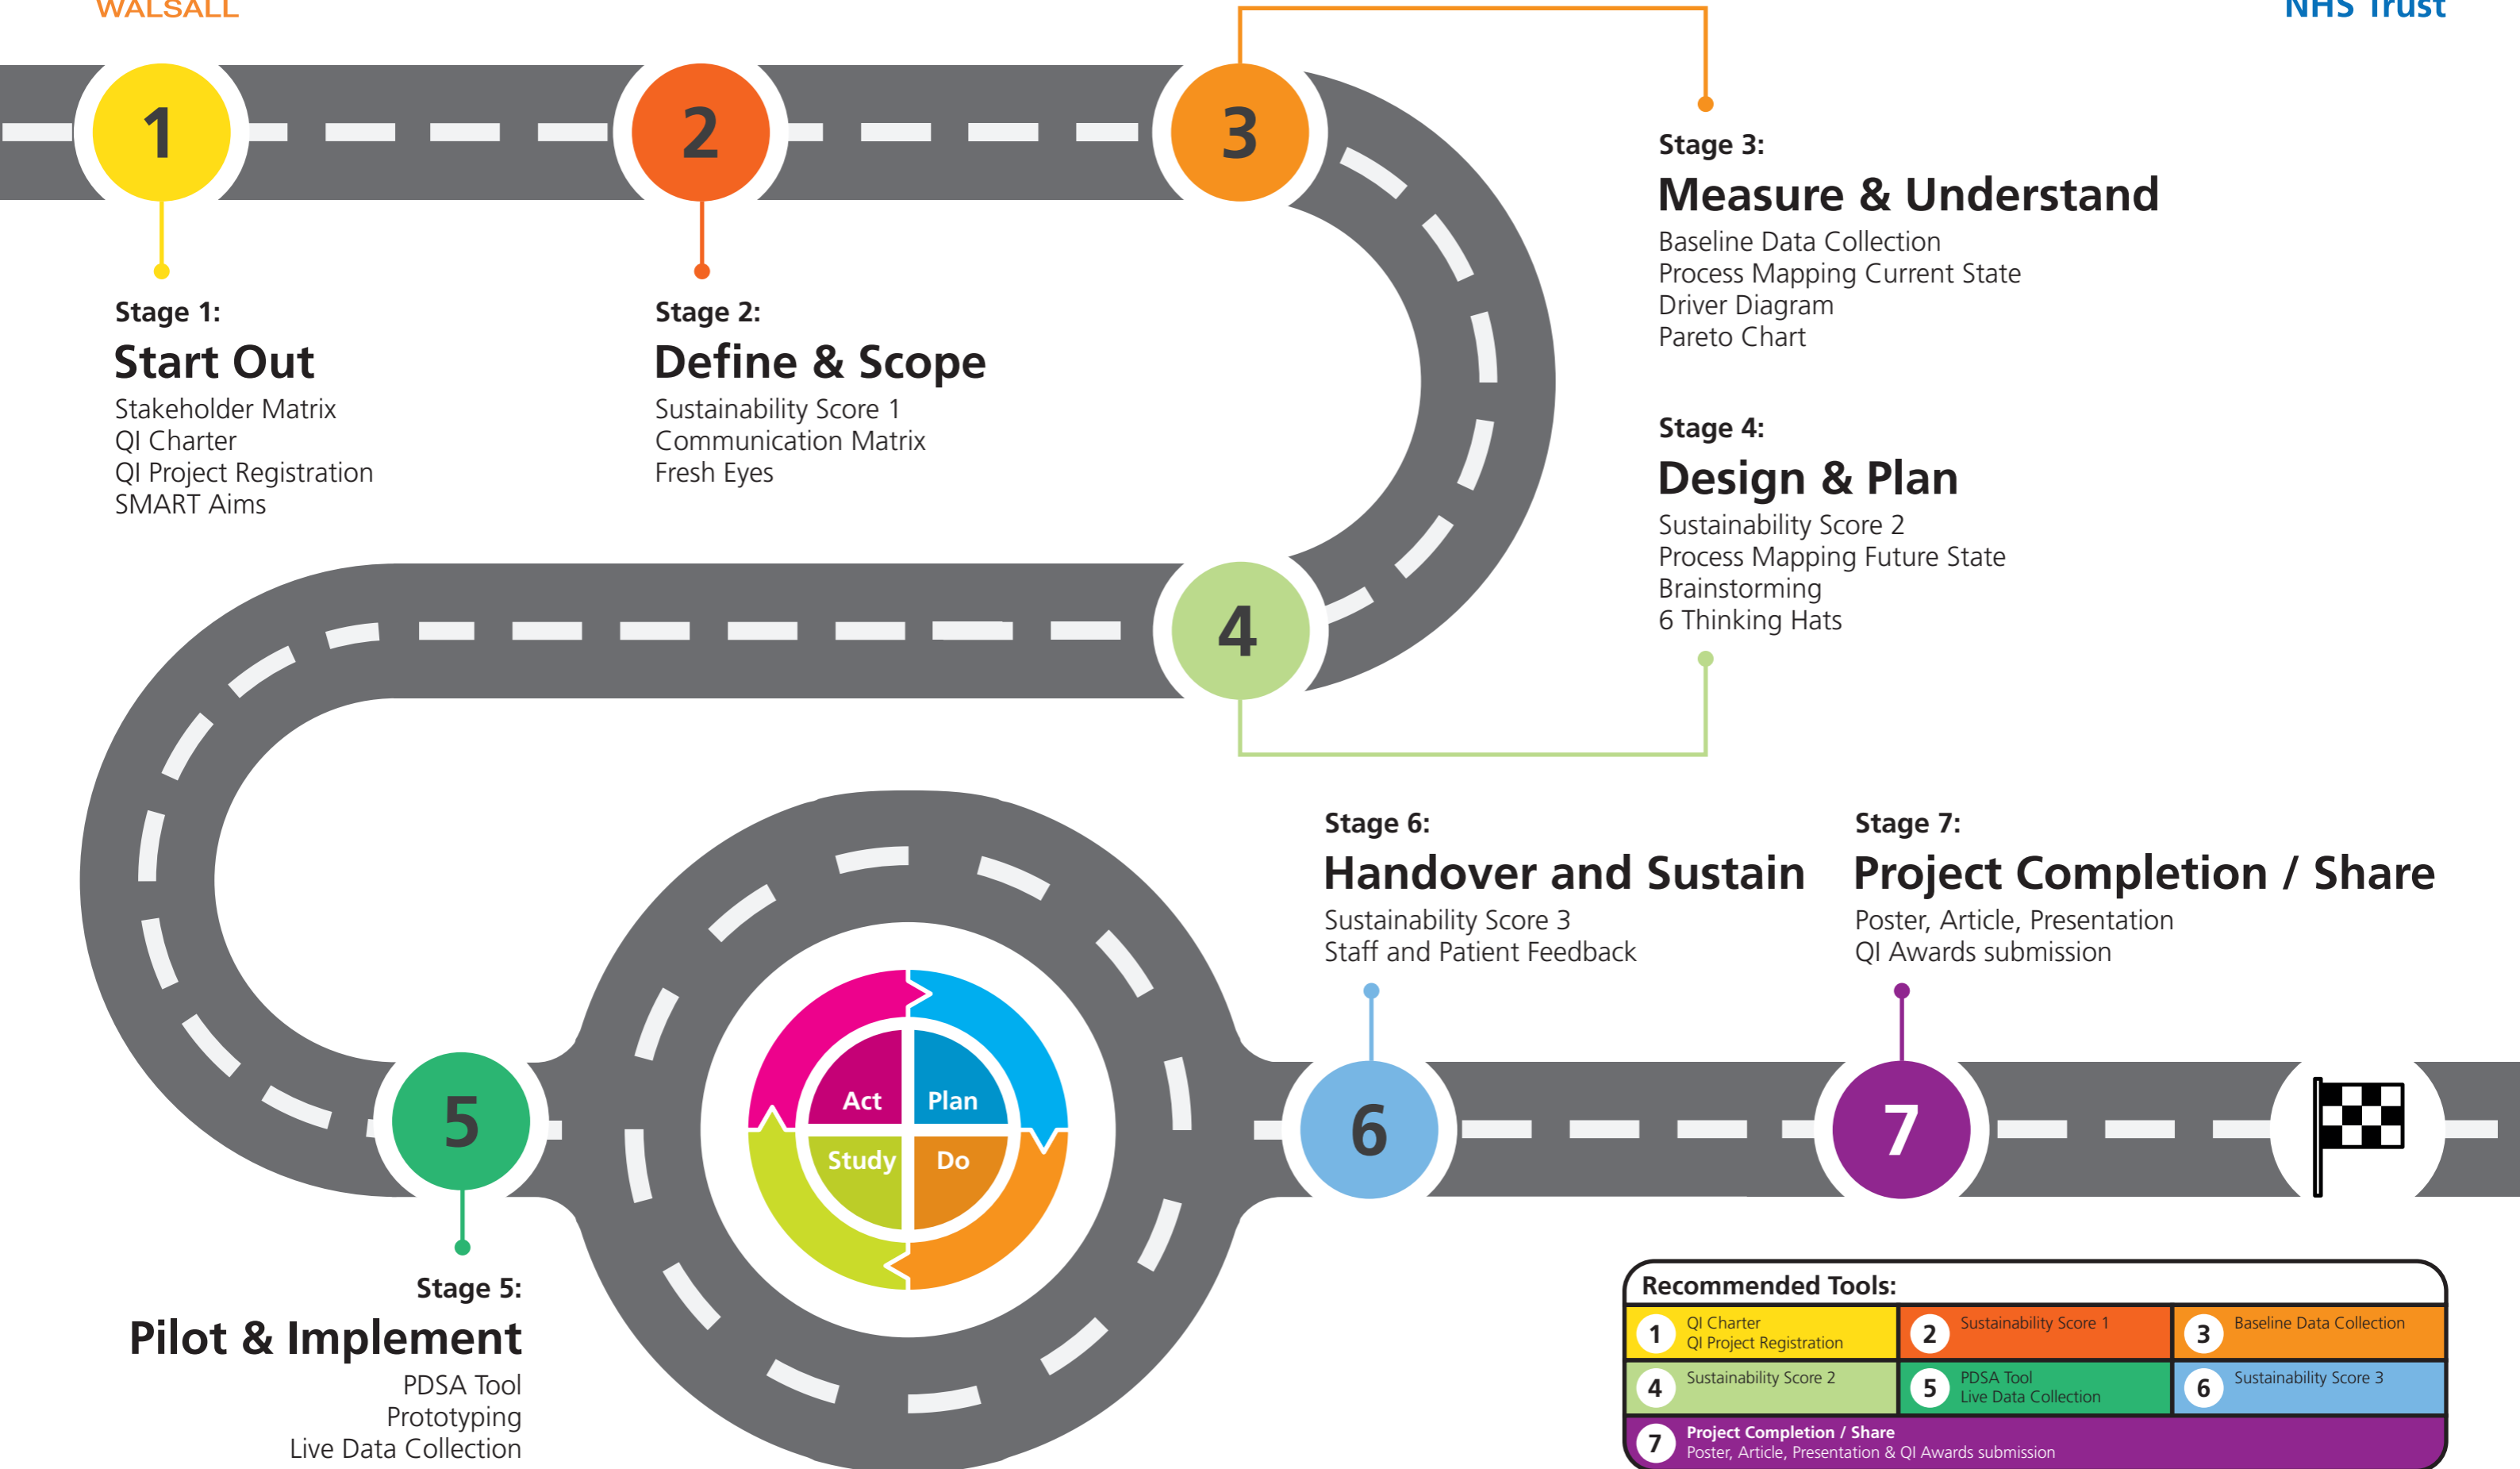 WALSALL
NHS Trust
1
2
3
Stage 1:
Start Out
Stakeholder Matrix
QI Charter
QI Project Registration
SMART Aims
Stage 2:
Define & Scope
Sustainability Score 1
Communication Matrix
Fresh Eyes
Stage 3:
Measure & Understand
Baseline Data Collection
Process Mapping Current State
Driver Diagram
Pareto Chart
Stage 4:
Design & Plan
Sustainability Score 2
Process Mapping Future State
Brainstorming
6 Thinking Hats
4
5
Stage 5:
Pilot & Implement
PDSA Tool
Prototyping
Live Data Collection
Act
Plan
Study
Do
Stage 6:
Handover and Sustain
Sustainability Score 3
Staff and Patient Feedback
6
Stage 7:
Project Completion / Share
Poster, Article, Presentation
QI Awards submission
7
Recommended Tools:
1
QI Charter
QI Project Registration
2
Sustainability Score 1
3
Baseline Data Collection
4
Sustainability Score 2
5
PDSA Tool
Live Data Collection
6
Sustainability Score 3
7
Project Completion / Share
Poster, Article, Presentation & QI Awards submission